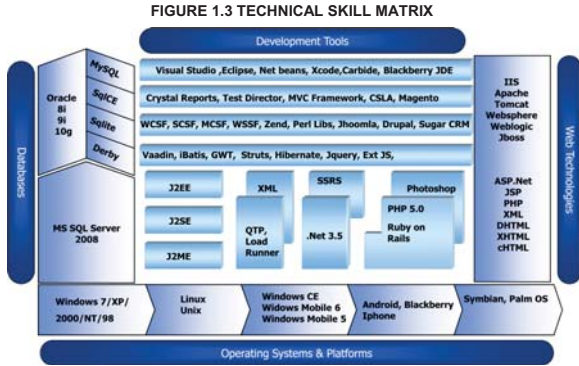 FIGURE 1.3 TECHNICAL SKILL MATRIX
Development Tools
Databases
Oracle
8i
9i
10g
MySQL
SqlCE
Sqlite
Derby
MS SQL Server
2008
Visual Studio ,Eclipse, Net beans, Xcode,Carbide, Blackberry JDE
Crystal Reports, Test Director, MVC Framework, CSLA, Magento
WCSF, SCSF, MCSF, WSSF, Zend, Perl Libs, Jhoomla, Drupal, Sugar CRM
Vaadin, iBatis, GWT, Struts, Hibernate, Jquery, Ext JS,
J2EE
J2SE
J2ME
XML
QTP,
Load
Runner
SSRS
.Net 3.5
Photoshop
PHP 5.0
Ruby on
Rails
IIS
Apache
Tomcat
Websphere
Weblogic
Jboss
ASP.Net
JSP
PHP
XML
DHTML
XHTML
cHTML
Web Technologies
Windows 7/XP/
2000/NT/98
Linux
Unix
Windows CE
Widows Mobile 6
Windows Mobile 5
Android, Blackberry
Iphone
Symbian, Palm OS
Operating Systems & Platforms